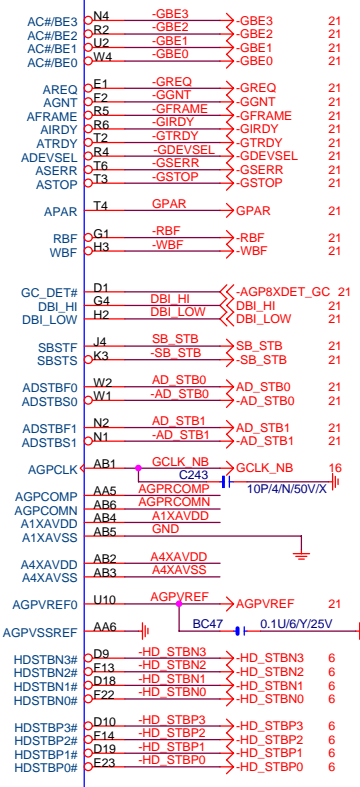 AC#/BE3 N4 -GBE3 -GBE3 21
AC#/BE2 R2 -GBE2 -GBE2 21
AC#/BE1 U2 -GBE1 -GBE1 21
AC#/BE0 W4 -GBE0 -GBE0 21
AREQ E1 -GREQ -GREQ 21
AGNT F2 -GGNT -GGNT 21
AFRAME R5 -GFRAME -GFRAME 21
AIRDY R6 -GIRDY -GIRDY 21
ATRDY T2 -GTRDY -GTRDY 21
ADEVSEL R4 -GDEVSEL -GDEVSEL 21
ASERR T6 -GSERR -GSERR 21
ASTOP T3 -GSTOP -GSTOP 21
APAR T4 GPAR GPAR 21
RBF G1 -RBF -RBF 21
WBF H3 -WBF -WBF 21
GC_DET# D1 -AGP8XDET_GC 21
DBI_HI G4 DBI_HI DBI_HI 21
DBI_LOW H2 DBI_LOW DBI_LOW 21
SBSTF J4 SB_STB SB_STB 21
SBSTS K3 -SB_STB -SB_STB 21
ADSTBF0 W2 AD_STB0 AD_STB0 21
ADSTBS0 W1 -AD_STB0 -AD_STB0 21
ADSTBF1 N2 AD_STB1 AD_STB1 21
ADSTBS1 N1 -AD_STB1 -AD_STB1 21
AGPCLK AB1 GCLK_NB GCLK_NB 16
C243 10P/4/N/50V/X
AGPCOMP AA5 AGPRCOMP
AGPCOMN AB6 AGPRCOMN
A1XAVDD AB4 A1XAVDD
A1XAVSS AB5 GND
A4XAVDD AB2 A4XAVDD
A4XAVSS AB3 A4XAVSS
AGPVREF0 U10 AGPVREF AGPVREF 21
AGPVSSREF AA6 BC47 0.1U/6/Y/25V
HDSTBN3# D9 -HD_STBN3 -HD_STBN3 6
HDSTBN2# E13 -HD_STBN2 -HD_STBN2 6
HDSTBN1# D18 -HD_STBN1 -HD_STBN1 6
HDSTBN0# E22 -HD_STBN0 -HD_STBN0 6
HDSTBP3# D10 -HD_STBP3 -HD_STBP3 6
HDSTBP2# F14 -HD_STBP2 -HD_STBP2 6
HDSTBP1# D19 -HD_STBP1 -HD_STBP1 6
HDSTBP0# E23 -HD_STBP0 -HD_STBP0 6